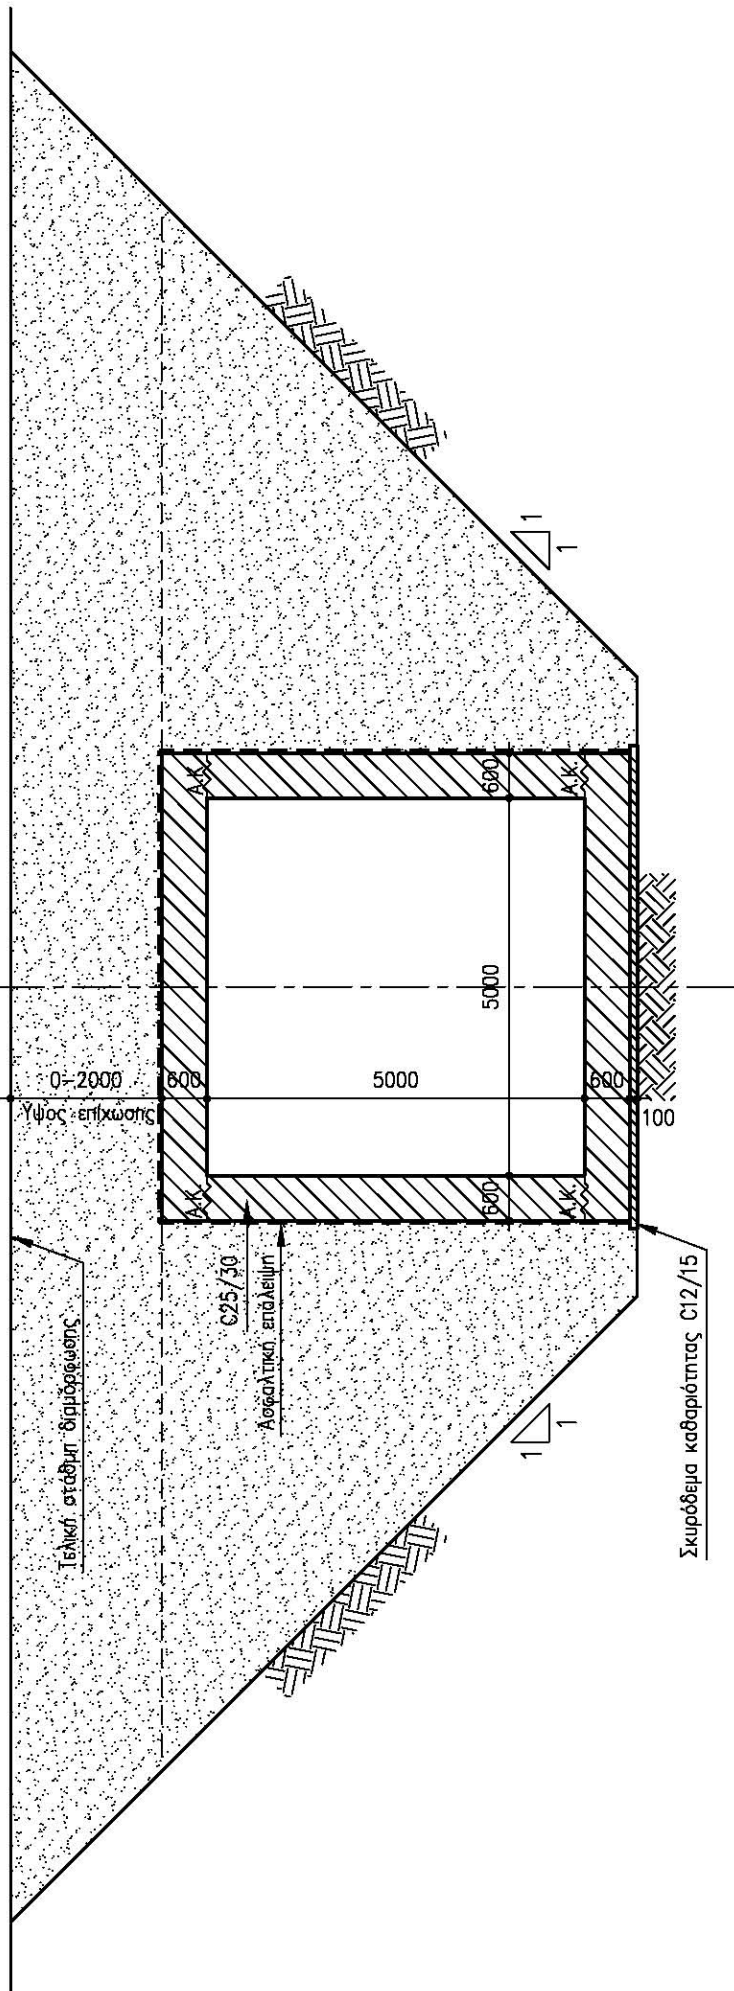 0-2000
Υψος επίχωσης
600
5000
600
100
Τελική στάθμη διαμόρφωσης
C25/30
Ασφαλτική επάλειψη
Α.Κ.
Α.Κ.
Α.Κ.
Α.Κ.
600
5000
600
1
1
1
1
Σκυρόδεμα καθαριότητας C12/15